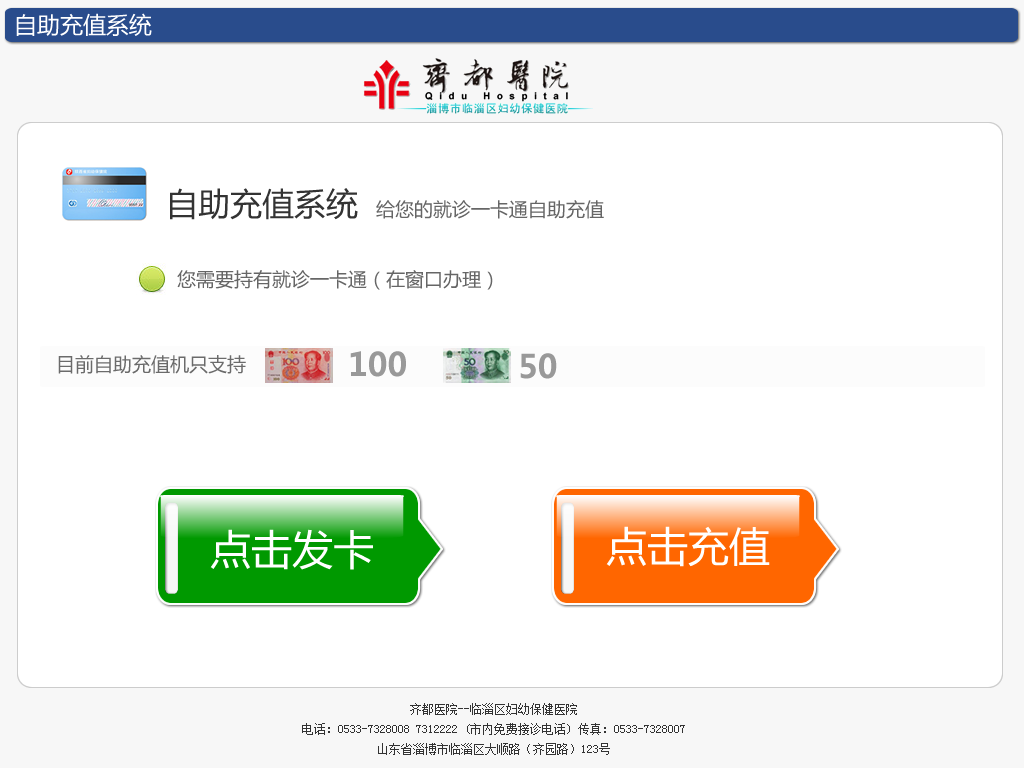 自助充值系统
齊都醫院
Qidu Hospital
淄博市临淄区妇幼保健医院
自助充值系统 给您的就诊一卡通自助充值
您需要持有就诊一卡通（在窗口办理）
目前自助充值机只支持 100 100 50 50
点击发卡 点击充值
齐都医院--临淄区妇幼保健医院
电话：0533-7328008 7312222（市内免费接诊电话）传真：0533-7328007
山东省淄博市临淄区大顺路（齐园路）123号